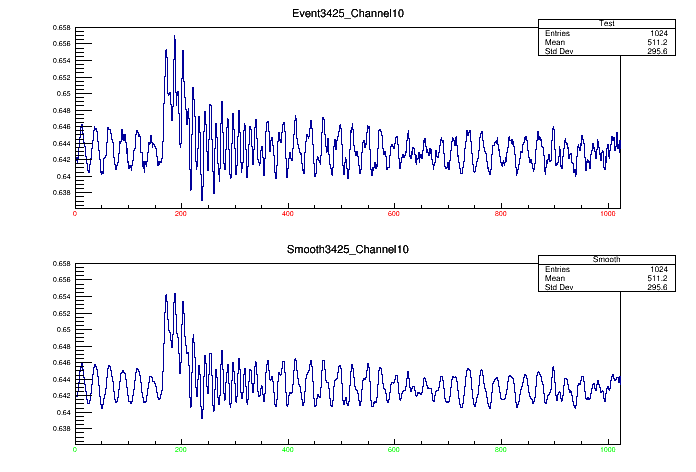 Event3425_Channel10
Test
Entries 1024
Mean 511.2
Std Dev 295.6
0.658
0.656
0.654
0.652
0.65
0.648
0.646
0.644
0.642
0.64
0.638
0 200 400 600 800 1000
Smooth3425_Channel10
Smooth
Entries 1024
Mean 511.2
Std Dev 295.6
0.658
0.656
0.654
0.652
0.65
0.648
0.646
0.644
0.642
0.64
0.638
0 200 400 600 800 1000